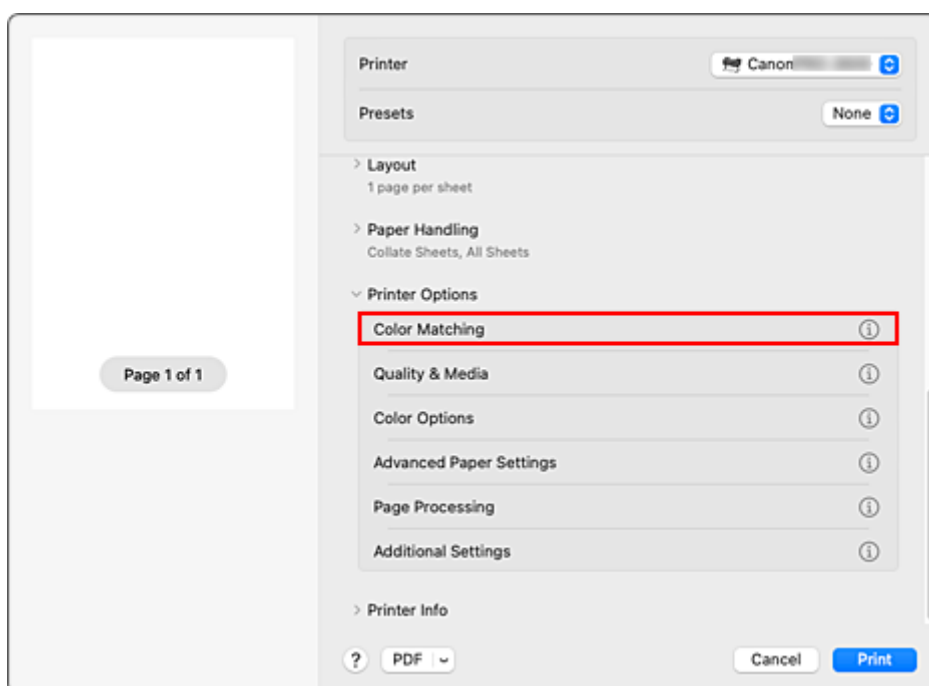 Printer
Canon
Presets
None
Layout
1 page per sheet
Paper Handling
Collate Sheets, All Sheets
Printer Options
Color Matching
Quality & Media
Color Options
Advanced Paper Settings
Page Processing
Additional Settings
Printer Info
Page 1 of 1
?
PDF
Cancel
Print